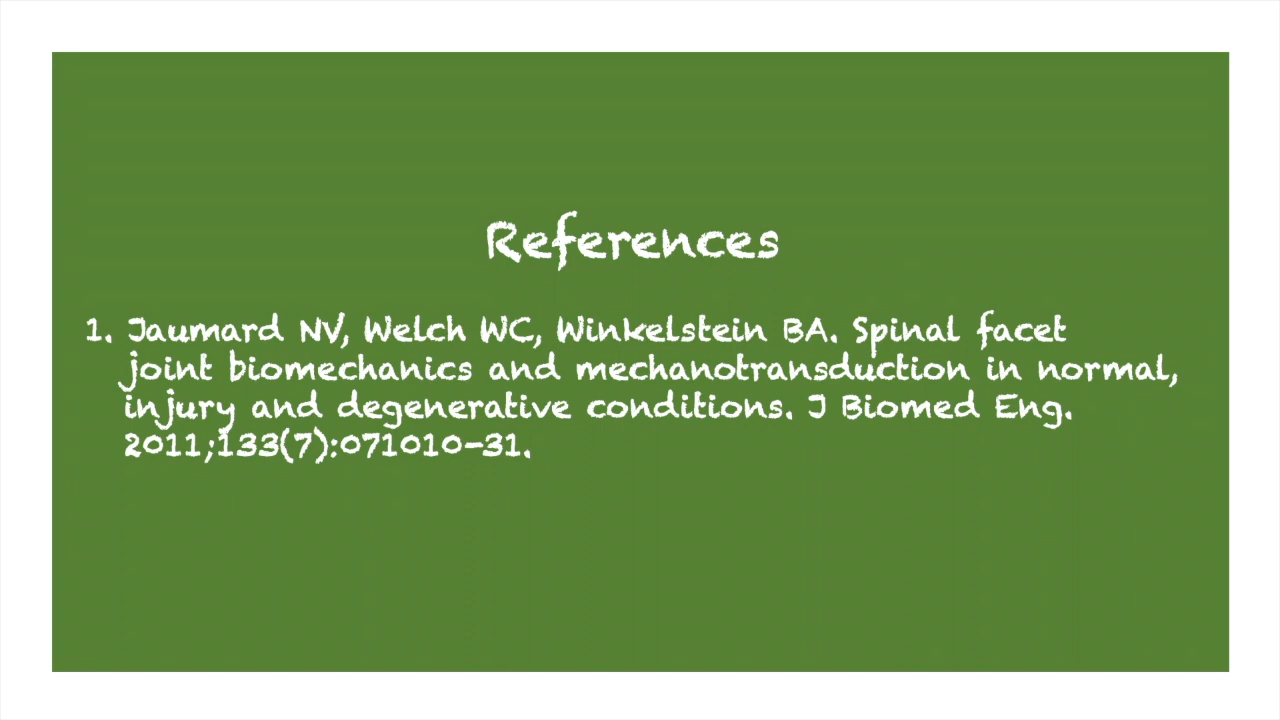 References
1. Jaumard NV, Welch WC, Winkelstein BA. Spinal facet
joint biomechanics and mechanotransduction in normal,
injury and degenerative conditions. J Biomed Eng.
2011;133(7):071010-31.